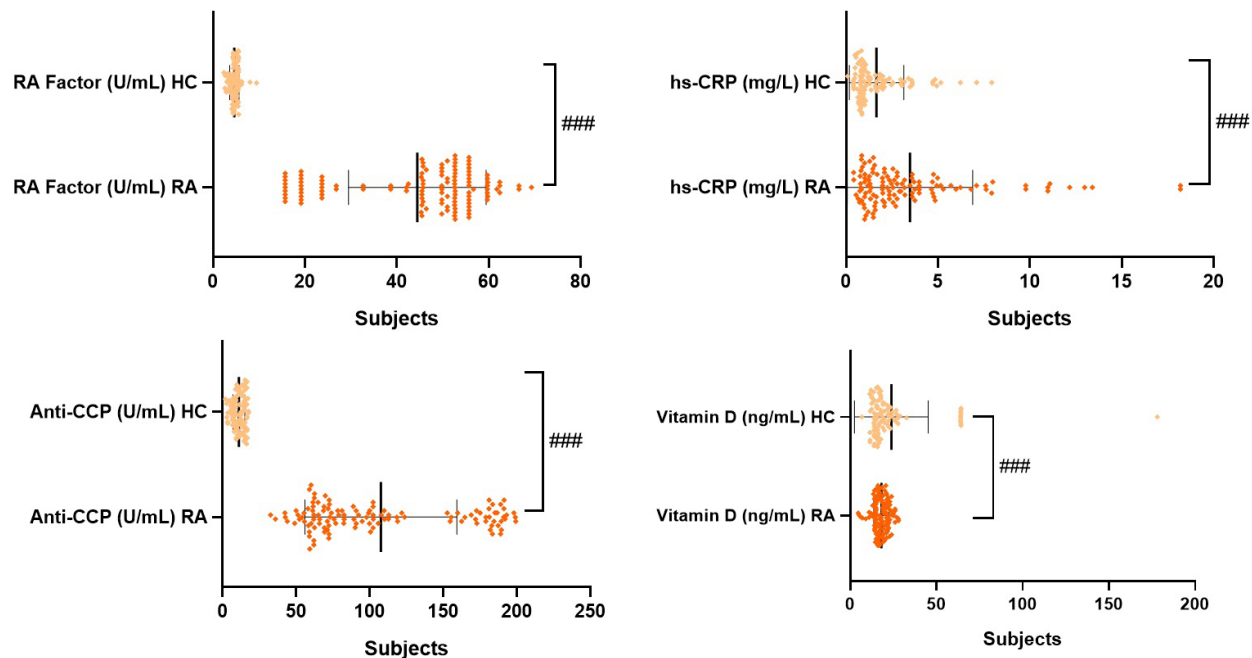 RA Factor (U/mL) HC
###
RA Factor (U/mL) RA
0 20 40 60 80
Subjects
hs-CRP (mg/L) HC
###
hs-CRP (mg/L) RA
0 5 10 15 20
Subjects
Anti-CCP (U/mL) HC
###
Anti-CCP (U/mL) RA
0 50 100 150 200 250
Subjects
Vitamin D (ng/mL) HC
###
Vitamin D (ng/mL) RA
0 50 100 150 200
Subjects